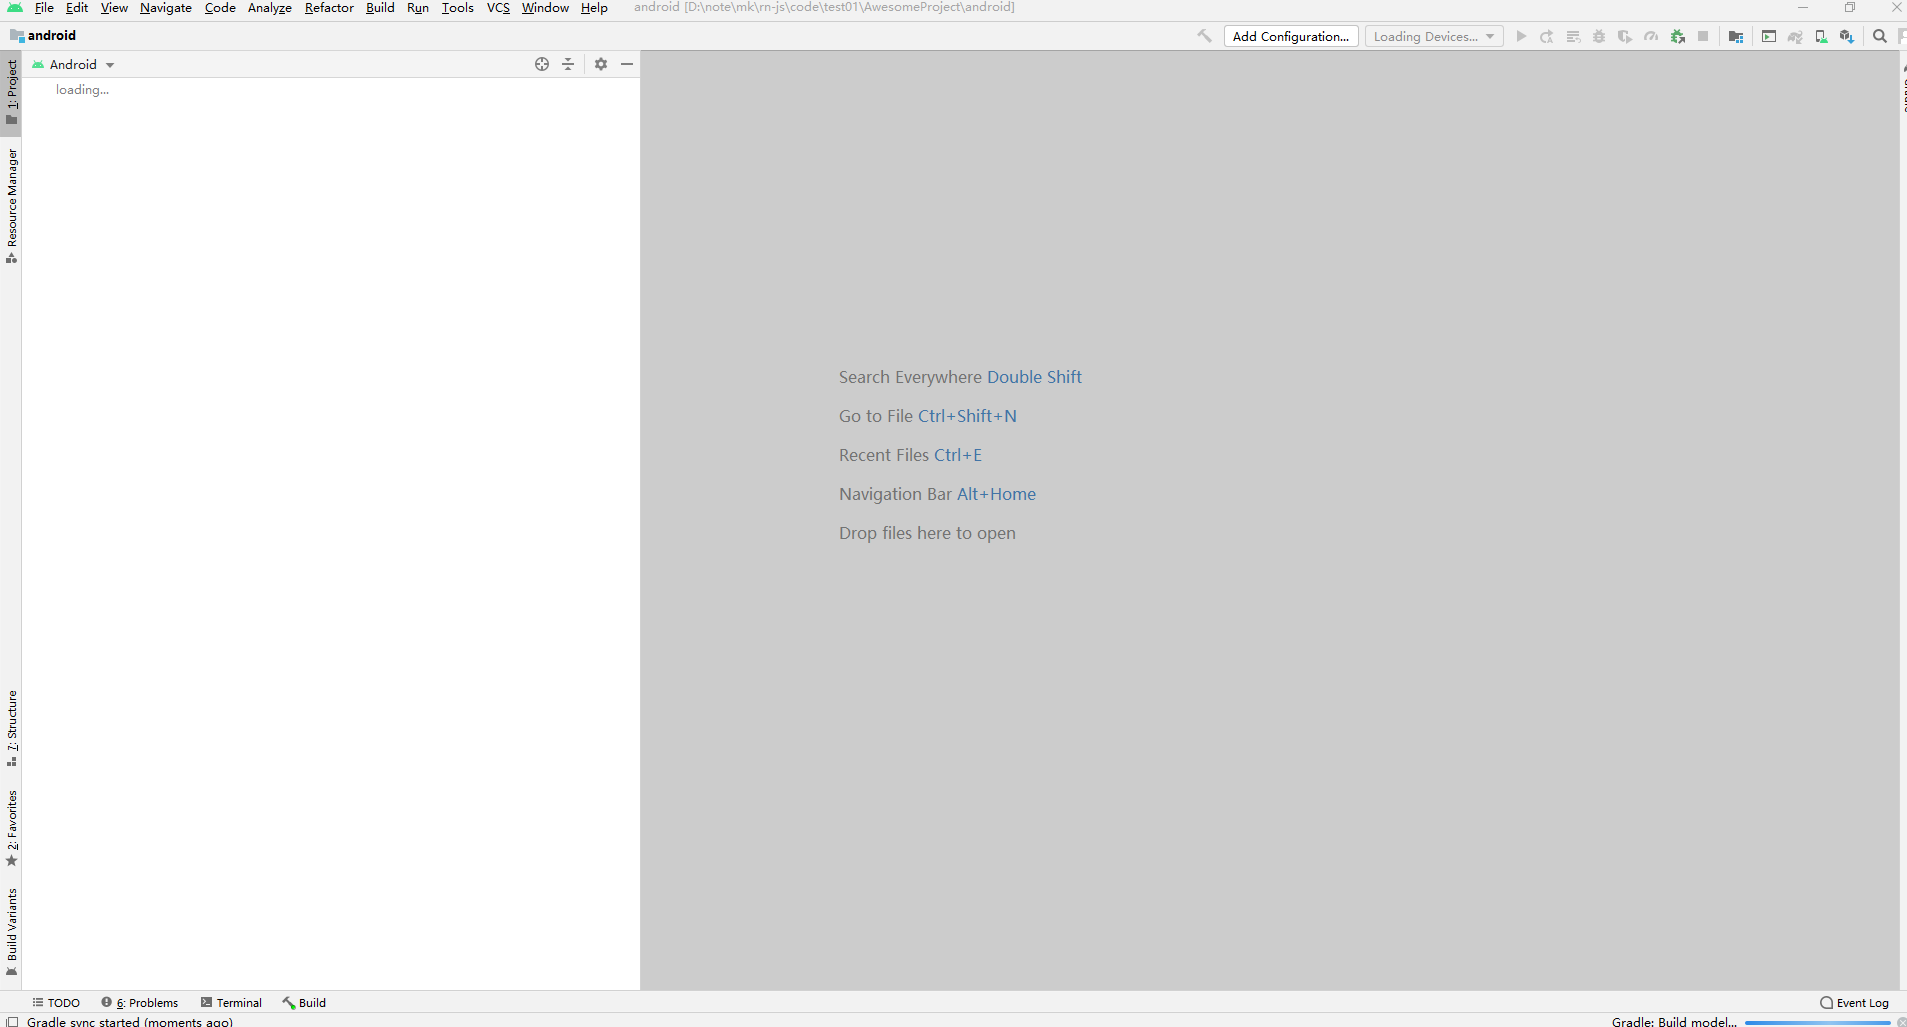 File Edit View Navigate Code Analyze Refactor Build Run Tools VCS Window Help android [D:\note\mk\rn-js\code\test01\AwesomeProject\android]
android
Add Configuration...
Loading Devices...
1: Project
Android
loading...
Resource Manager
Search Everywhere Double Shift
Go to File Ctrl+Shift+N
Recent Files Ctrl+E
Navigation Bar Alt+Home
Drop files here to open
7: Structure
2: Favorites
Build Variants
TODO 6: Problems Terminal Build Event Log
Gradle sync started (moments ago) Gradle: Build model...